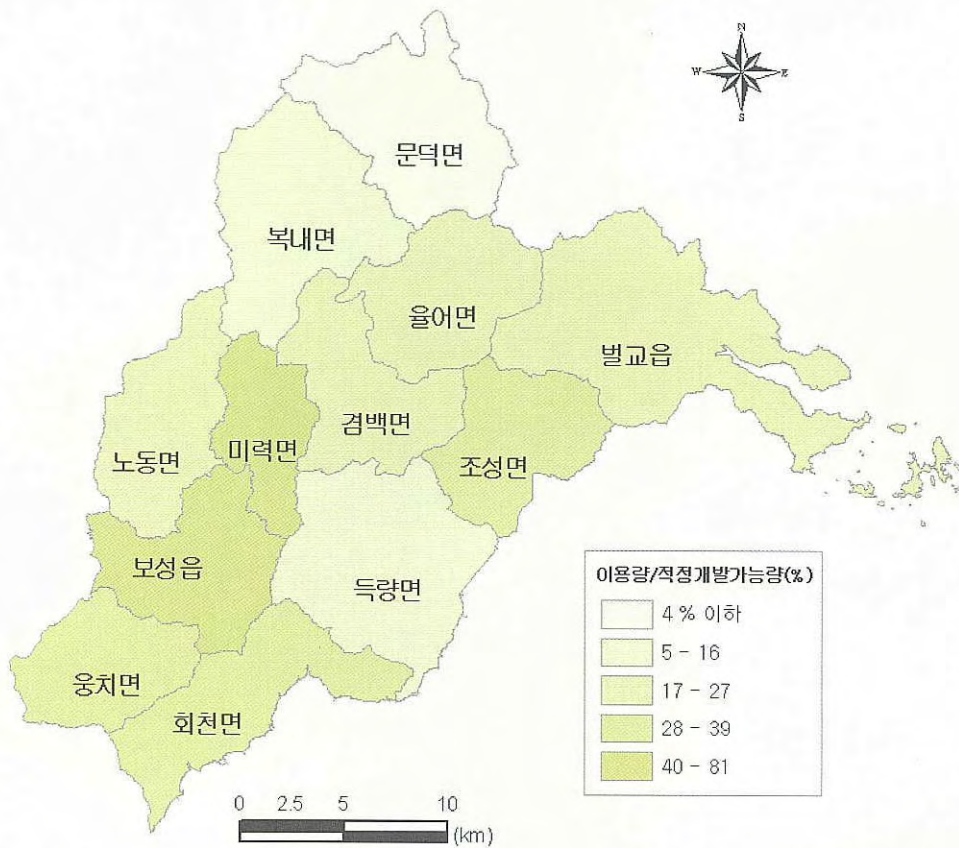 N
W E
S
문덕면
복내면
율어면
벌교읍
겸백면
미력면
노동면
조성면
보성읍
득량면
웅치면
회천면
이용량/적정개발가능량(%)
4 % 이하
5 - 16
17 - 27
28 - 39
40 - 81
0 2.5 5 10
(km)